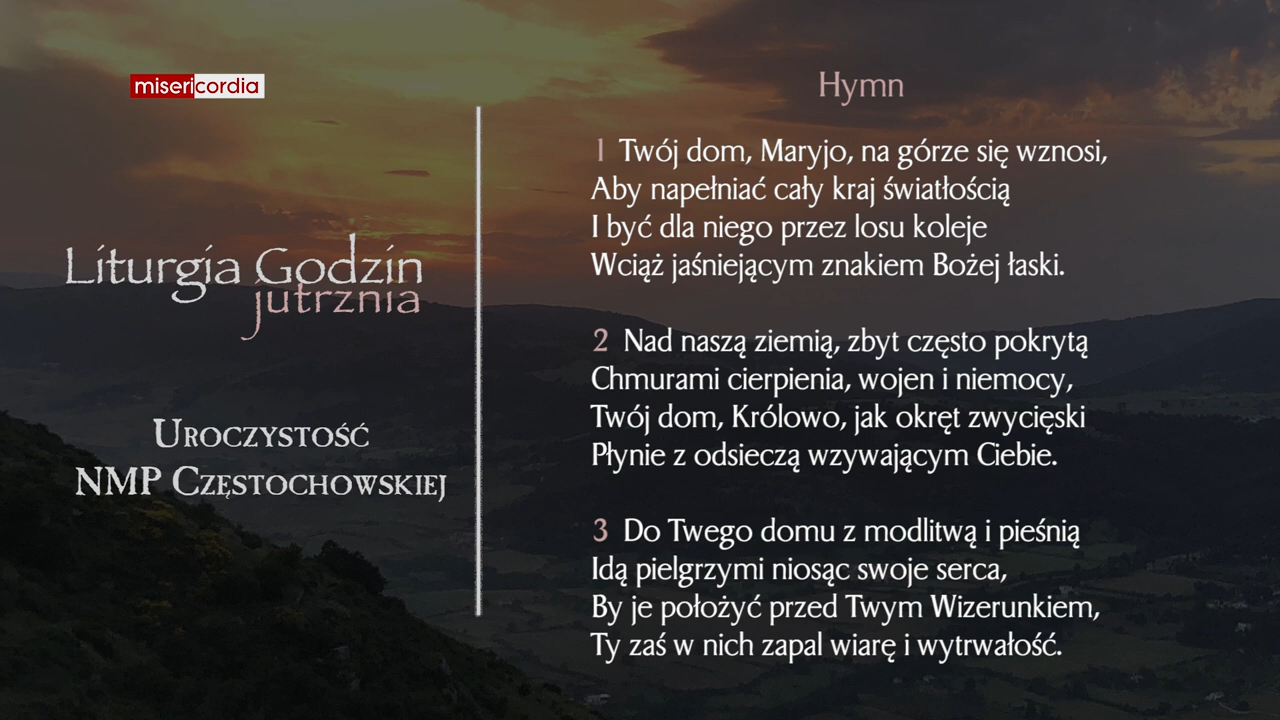 misericordia
Liturgia Godzin
jutrznia
Uroczystość
NMP Częstochowskiej
Hymn
1 Twój dom, Maryjo, na górze się wznosi,
Aby napełniać cały kraj światłością
I być dla niego przez losu koleje
Wciąż jaśniejącym znakiem Bożej łaski.
2 Nad naszą ziemią, zbyt często pokrytą
Chmurami cierpienia, wojen i niemocy,
Twój dom, Królowo, jak okręt zwycięski
Płynie z odsieczą wzywającym Ciebie.
3 Do Twego domu z modlitwą i pieśnią
Idą pielgrzymi niosąc swoje serca,
By je położyć przed Twym Wizerunkiem,
Ty zaś w nich zapal wiarę i wytrwałość.